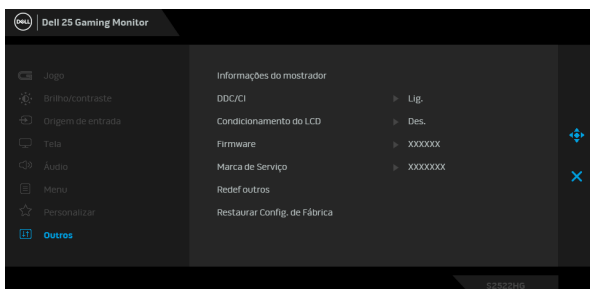 DELL Dell 25 Gaming Monitor
Jogo Informações do mostrador
Brilho/contraste DDC/CI Lig.
Origem de entrada Condicionamento do LCD Des.
Tela Firmware XXXXXX
Áudio Marca de Serviço XXXXXXX
Menu Redef outros
Personalizar Restaurar Config. de Fábrica
Outros
S2522HG